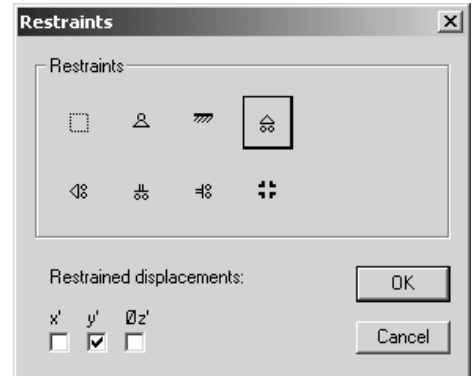 Restraints
Restraints
Restrained displacements:
x' y' Øz'
OK
Cancel